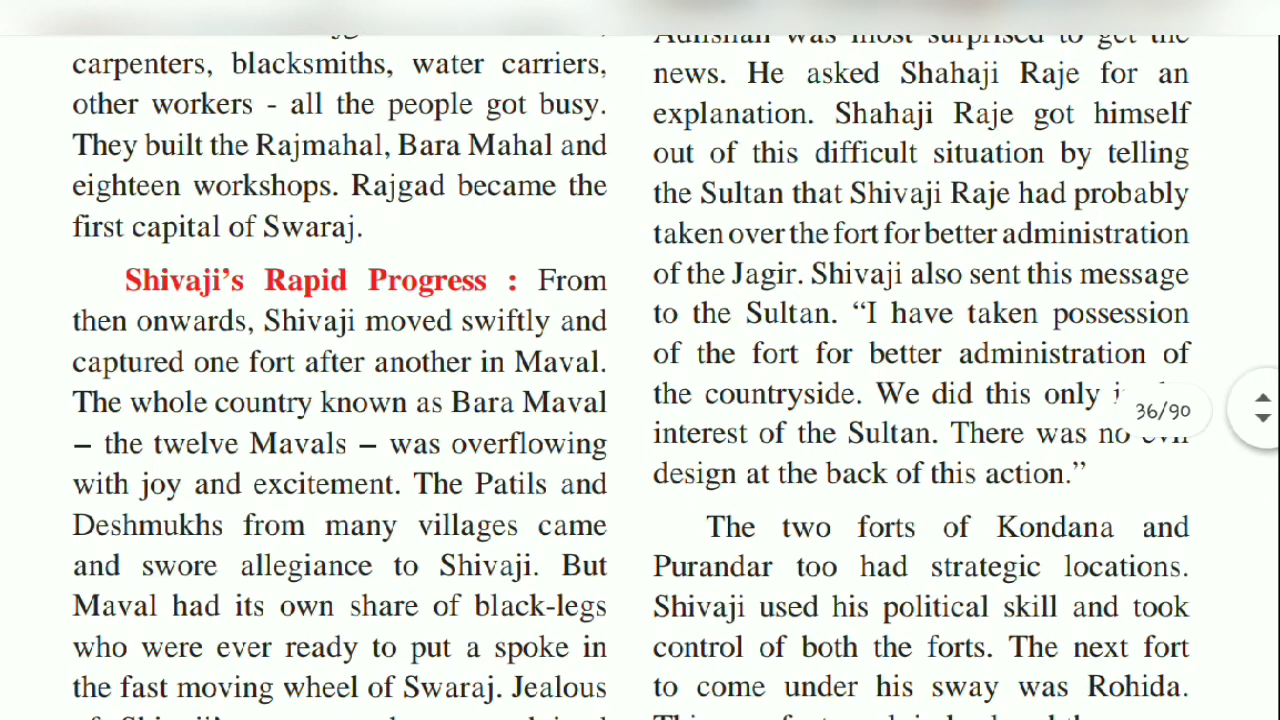 carpenters, blacksmiths, water carriers,
other workers - all the people got busy.
They built the Rajmahal, Bara Mahal and
eighteen workshops. Rajgad became the
first capital of Swaraj.
Shivaji's Rapid Progress : From
then onwards, Shivaji moved swiftly and
captured one fort after another in Maval.
The whole country known as Bara Maval
– the twelve Mavals – was overflowing
with joy and excitement. The Patils and
Deshmukhs from many villages came
and swore allegiance to Shivaji. But
Maval had its own share of black-legs
who were ever ready to put a spoke in
the fast moving wheel of Swaraj. Jealous
Adilshah was most surprised to get the
news. He asked Shahaji Raje for an
explanation. Shahaji Raje got himself
out of this difficult situation by telling
the Sultan that Shivaji Raje had probably
taken over the fort for better administration
of the Jagir. Shivaji also sent this message
to the Sultan. “I have taken possession
of the fort for better administration of
the countryside. We did this only
interest of the Sultan. There was no evil
design at the back of this action.”
The two forts of Kondana and
Purandar too had strategic locations.
Shivaji used his political skill and took
control of both the forts. The next fort
to come under his sway was Rohida.
36/90